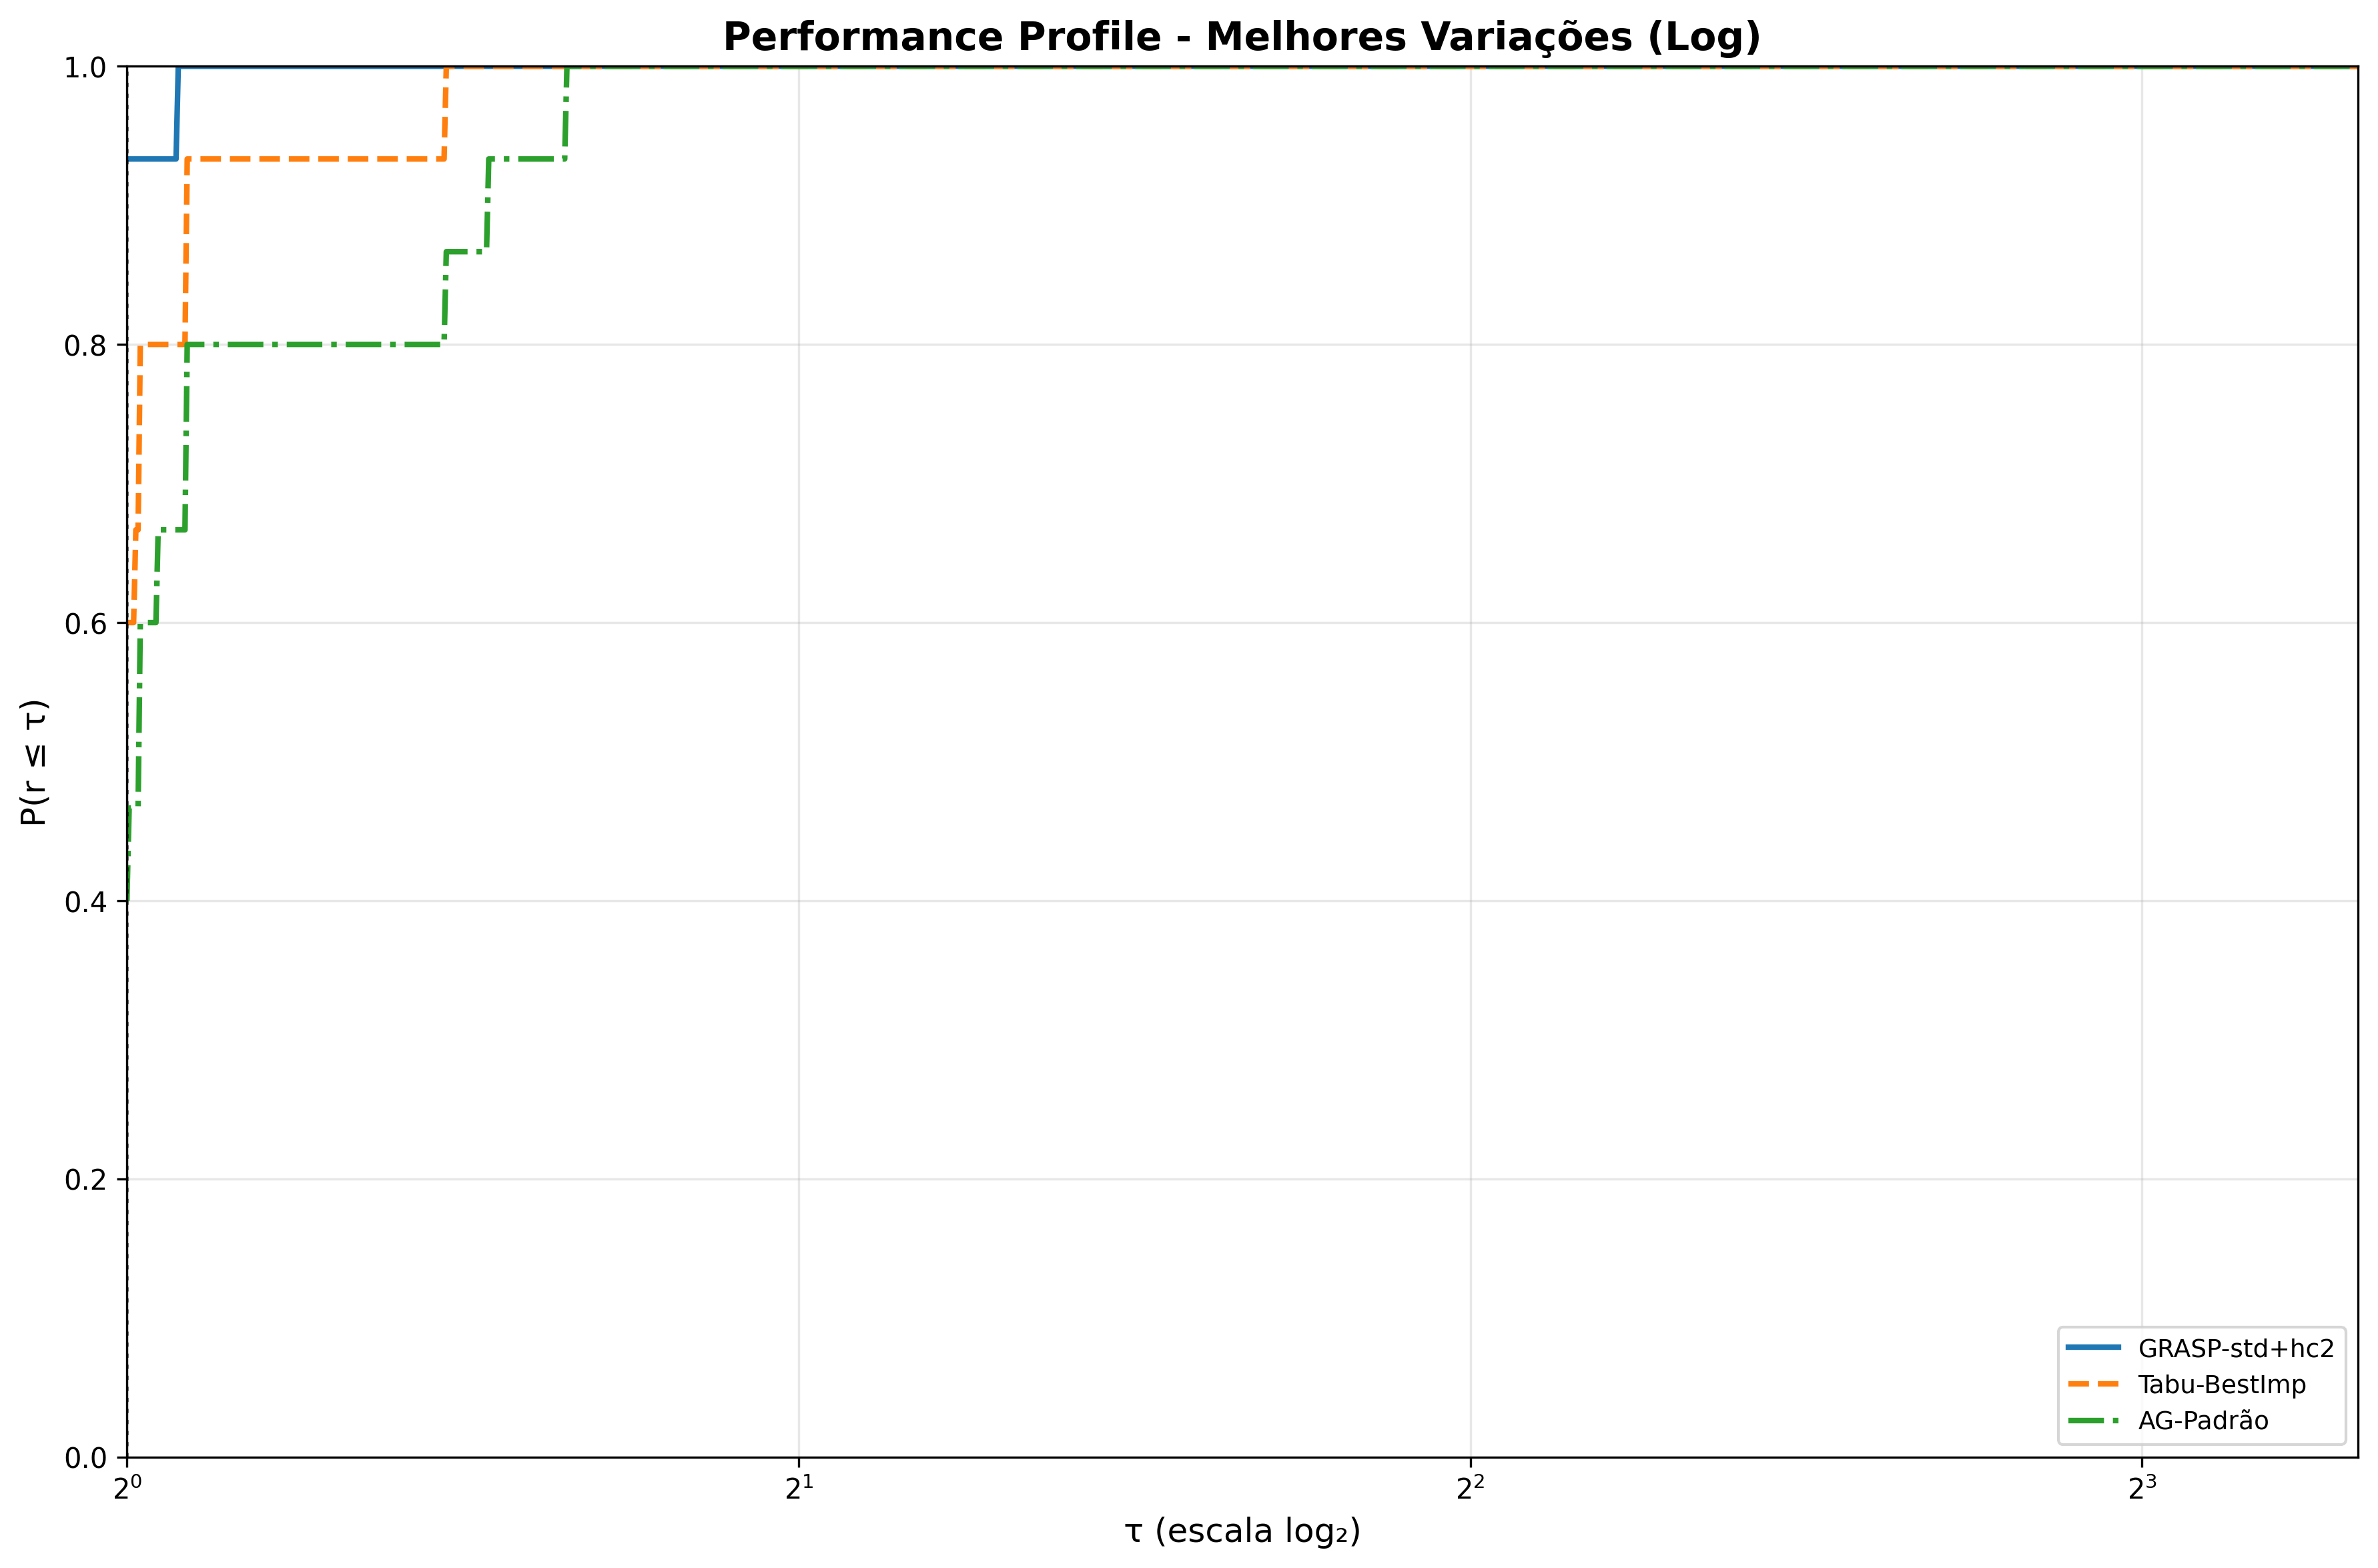 Performance Profile - Melhores Variações (Log)
1.0
0.8
0.6
0.4
0.2
0.0
P(r ≤ τ)
2⁰
2¹
2²
2³
τ (escala log₂)
GRASP-std+hc2
Tabu-BestImp
AG-Padrão